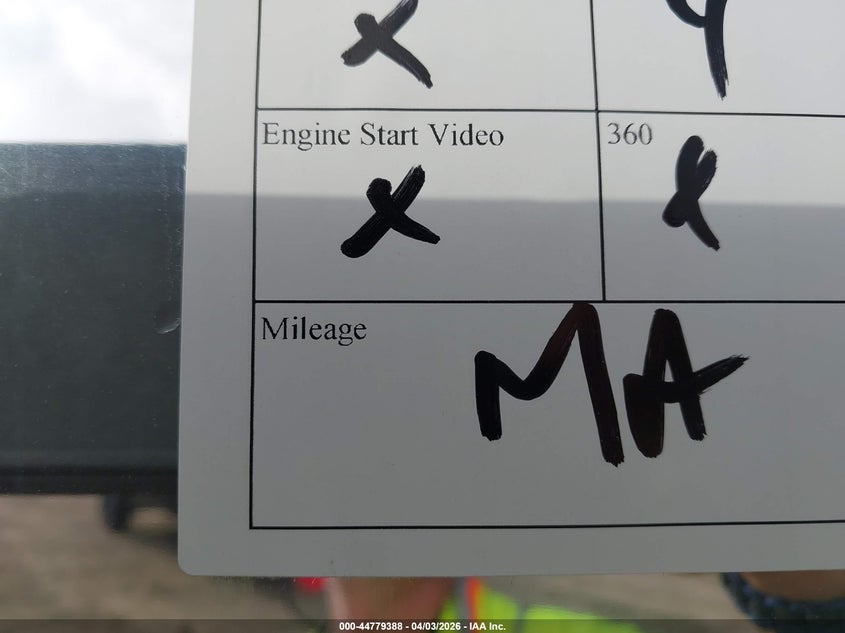 Engine Start Video
360
X
X
Mileage
MA
000-44779388 - 04/03/2026 - IAA Inc.